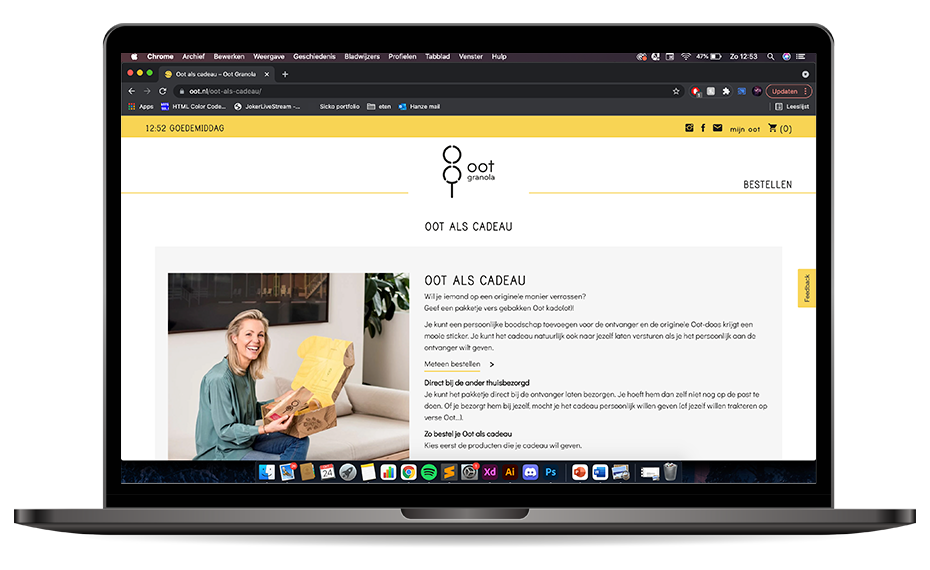 Chrome Archief Bewerken Weergave Geschiedenis Bladwijzers Profielen Tabblad Venster Hulp 47% Zo 12:53
Oot als cadeau – Oot Granola
oot.nl/oot-als-cadeau/ Updaten
Apps HTML Color Code... JokerLiveStream -... Sicko portfolio eten Hanze mail Leeslijst
12:52 GOEDEMIDDAG mijn oot (0)
oot
granola
BESTELLEN
OOT ALS CADEAU
OOT ALS CADEAU
Wil je iemand op een originele manier verrassen?
Geef een pakketje vers gebakken Oot kadolot!!
Je kunt een persoonlijke boodschap toevoegen voor de ontvanger en de originele Oot-doos krijgt een
mooie sticker. Je kunt het cadeau natuurlijk ook naar jezelf laten versturen als je het persoonlijk aan de
ontvanger wilt geven.
Meteen bestellen >
Direct bij de ander thuisbezorgd
Je kunt het pakketje direct bij de ontvanger laten bezorgen. Je hoeft hem dan zelf niet nog op de post te
doen. Of je bezorgt hem bij jezelf, mocht je het cadeau persoonlijk willen geven (of jezelf willen trakteren op
verse Oot...).
Zo bestel je Oot als cadeau
Kies eerst de producten die je cadeau wil geven.
Feedback
24
Xd Ai Ps